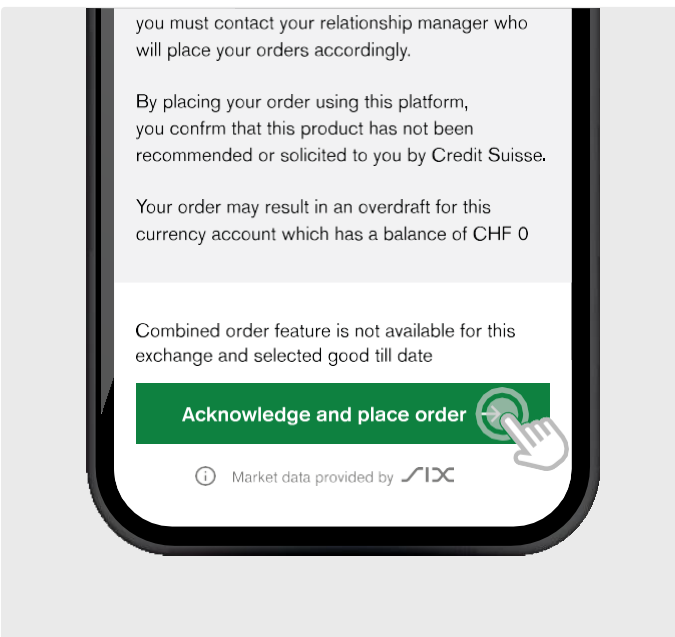 you must contact your relationship manager who
will place your orders accordingly.
By placing your order using this platform,
you confrm that this product has not been
recommended or solicited to you by Credit Suisse.
Your order may result in an overdraft for this
currency account which has a balance of CHF 0
Combined order feature is not available for this
exchange and selected good till date
Acknowledge and place order
Market data provided by SIX